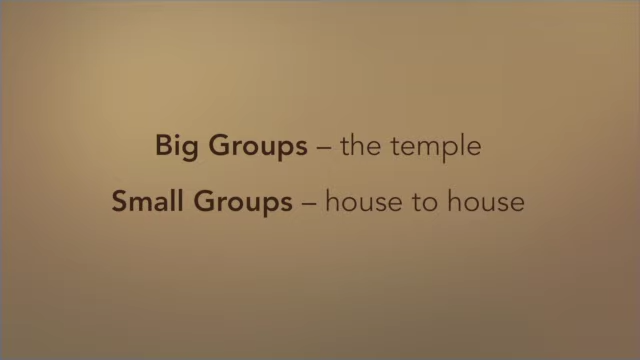 Big Groups – the temple
Small Groups – house to house